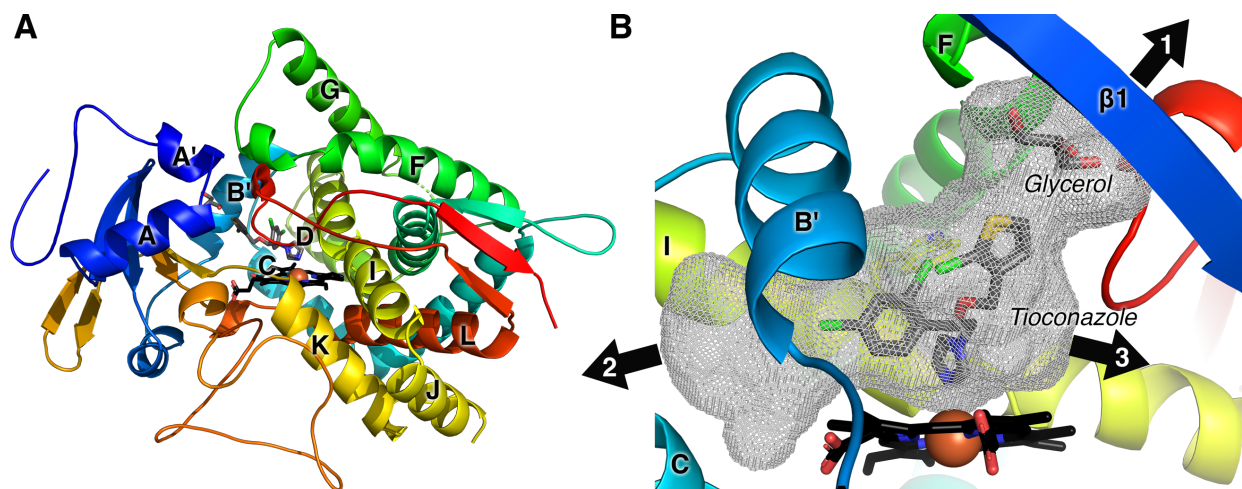 A
G
A'
F
B'
A
D
C
I
K
L
J
B
F
1
β1
Glycerol
B'
I
Tioconazole
2
3
C